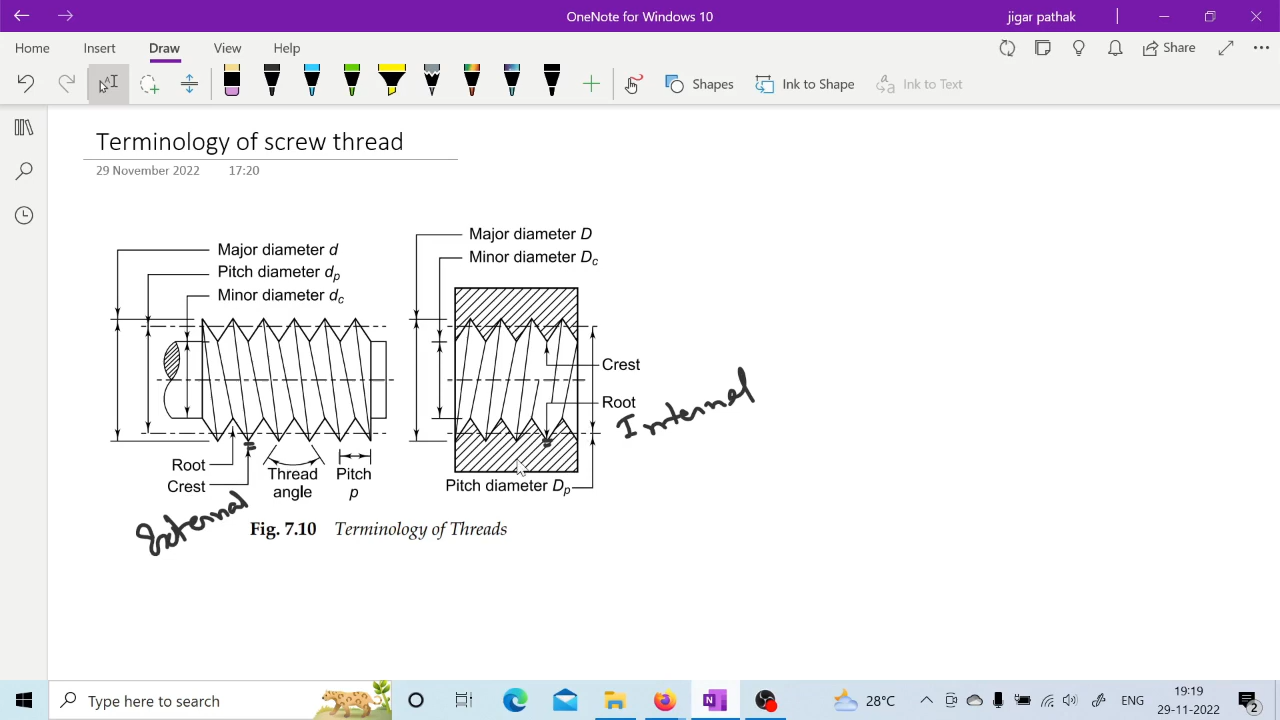 OneNote for Windows 10
jigar pathak
Home Insert Draw View Help
Share
Shapes
Ink to Shape
Ink to Text
Terminology of screw thread
29 November 2022 17:20
Major diameter d
Pitch diameter dp
Minor diameter dc
Root
Crest
Thread angle
Pitch p
External
Major diameter D
Minor diameter Dc
Crest
Root
Internal
Pitch diameter Dp
Fig. 7.10 Terminology of Threads
Type here to search
28°C
ENG
19:19
29-11-2022
2